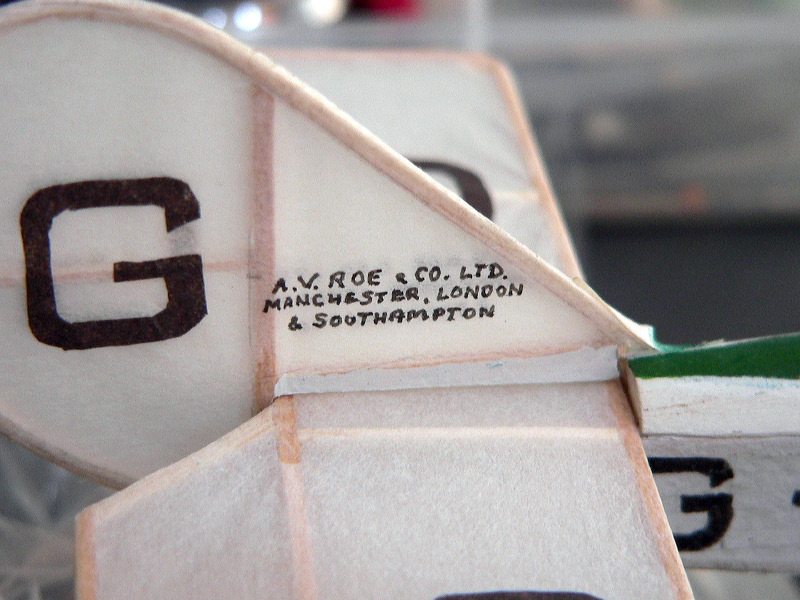 G
A.V. ROE & CO. LTD.
MANCHESTER, LONDON
& SOUTHAMPTON
G